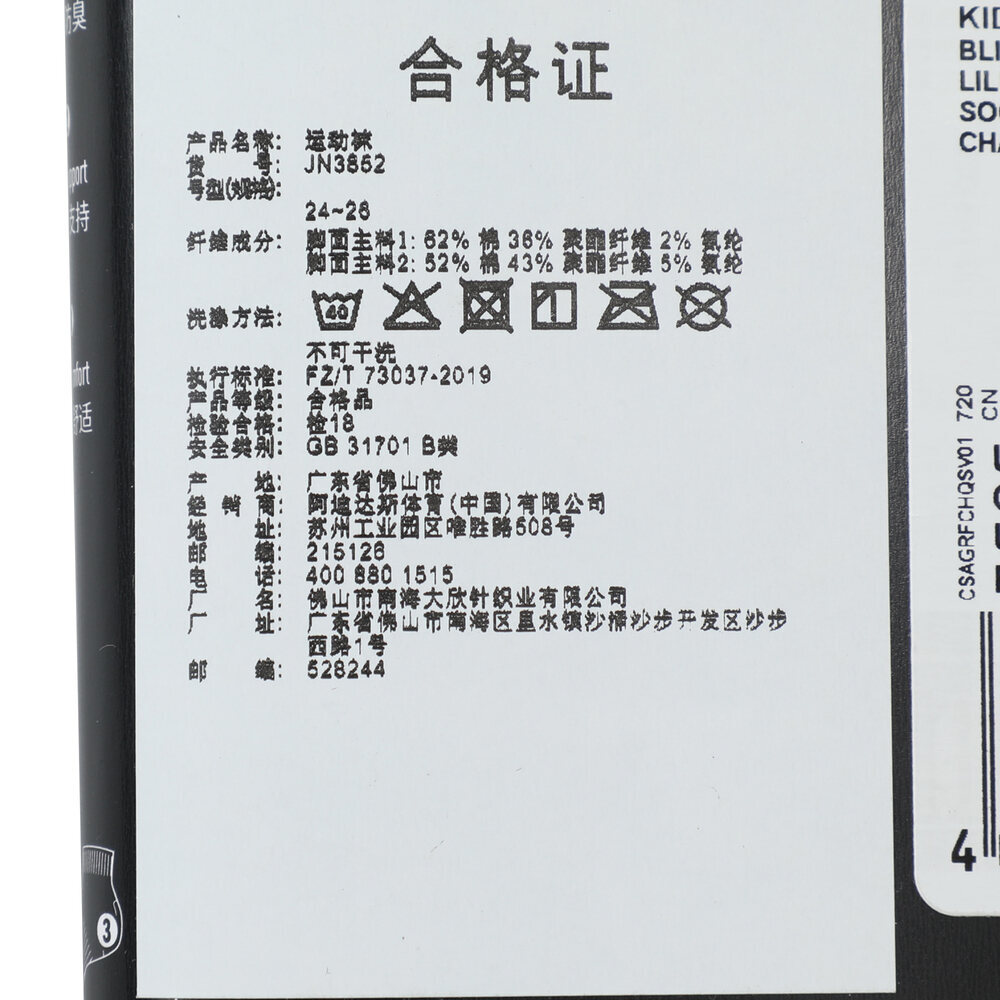 合格证
产品名称: 运动袜
货 号: JN3862
号型(规格):
24~26
纤维成分: 脚面主料1: 62% 棉 36% 聚酯纤维 2% 氨纶
脚面主料2: 52% 棉 43% 聚酯纤维 5% 氨纶
洗涤方法: 40
不可干洗
执行标准: FZ/T 73037-2019
产品等级: 合格品
检验合格: 检18
安全类别: GB 31701 B类
产 地: 广东省佛山市
经 销 商: 阿迪达斯体育(中国)有限公司
地 址: 苏州工业园区唯胜路508号
邮 编: 215126
电 话: 400 880 1515
厂 名: 佛山市南海大欣针织业有限公司
厂 址: 广东省佛山市南海区里水镇沙涌沙步开发区沙步
西路1号
邮 编: 528244
防臭
支持
舒适
3
KID
BLI
LIL
SO
CH
CSAGRFCHQSV01 720
CN
4